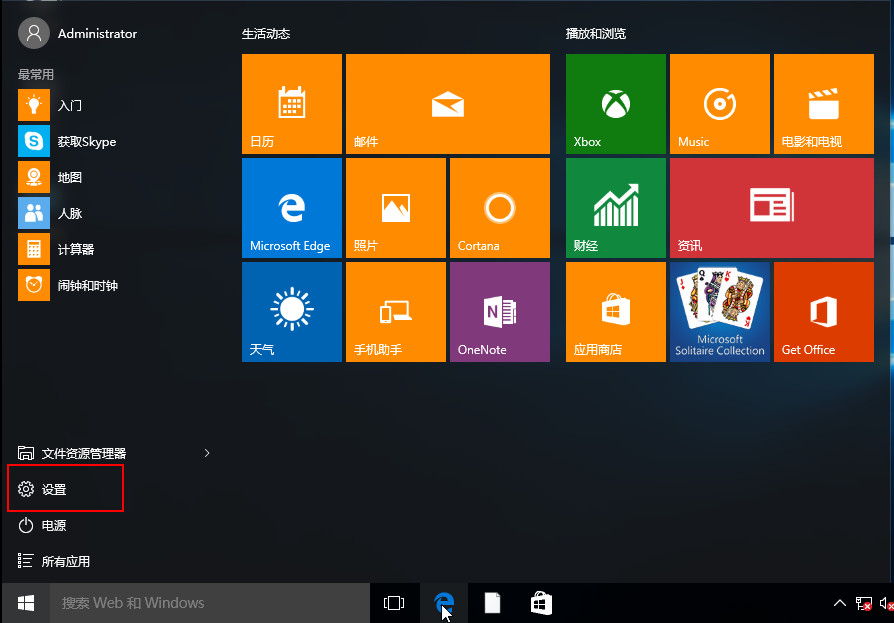 Administrator
最常用
入门
获取Skype
地图
人脉
计算器
闹钟和时钟
文件资源管理器
设置
电源
所有应用
生活动态
日历
邮件
Microsoft Edge
照片
Cortana
天气
手机助手
OneNote
播放和浏览
Xbox
Music
电影和电视
财经
资讯
应用商店
Microsoft
Solitaire Collection
Get Office
搜索 Web 和 Windows